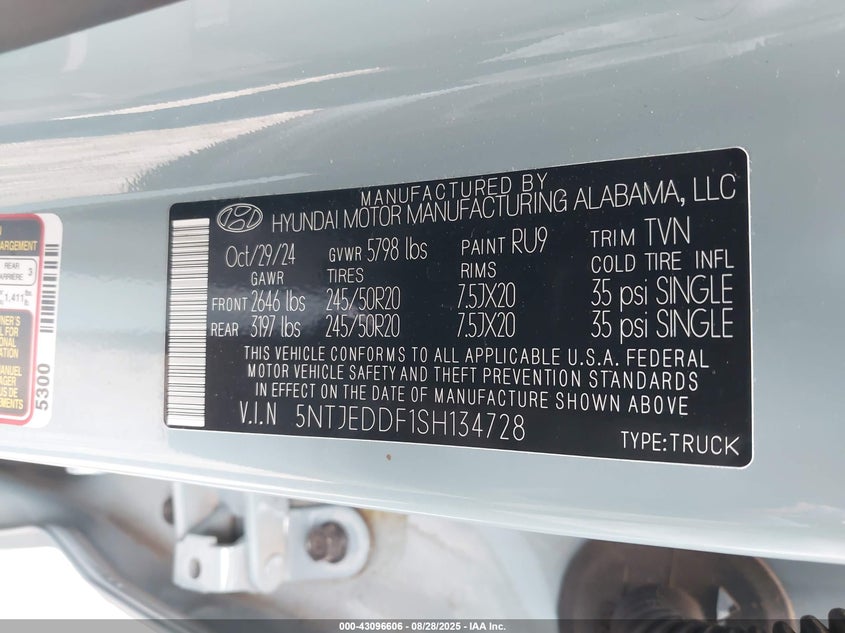 MANUFACTURED BY
HYUNDAI MOTOR MANUFACTURING ALABAMA, LLC
Oct/29/24 GVWR 5798 lbs PAINT RU9 TRIM TVN
GAWR TIRES RIMS COLD TIRE INFL
FRONT 2646 lbs 245/50R20 7.5JX20 35 psi SINGLE
REAR 3197 lbs 245/50R20 7.5JX20 35 psi SINGLE
THIS VEHICLE CONFORMS TO ALL APPLICABLE U.S.A. FEDERAL
MOTOR VEHICLE SAFETY AND THEFT PREVENTION STANDARDS
IN EFFECT ON THE DATE OF MANUFACTURE SHOWN ABOVE
V.I.N 5NTJEDDF1SH134728
TYPE:TRUCK
REAR 3
1,411
5300
000-43096606 - 08/28/2025 - IAA Inc.